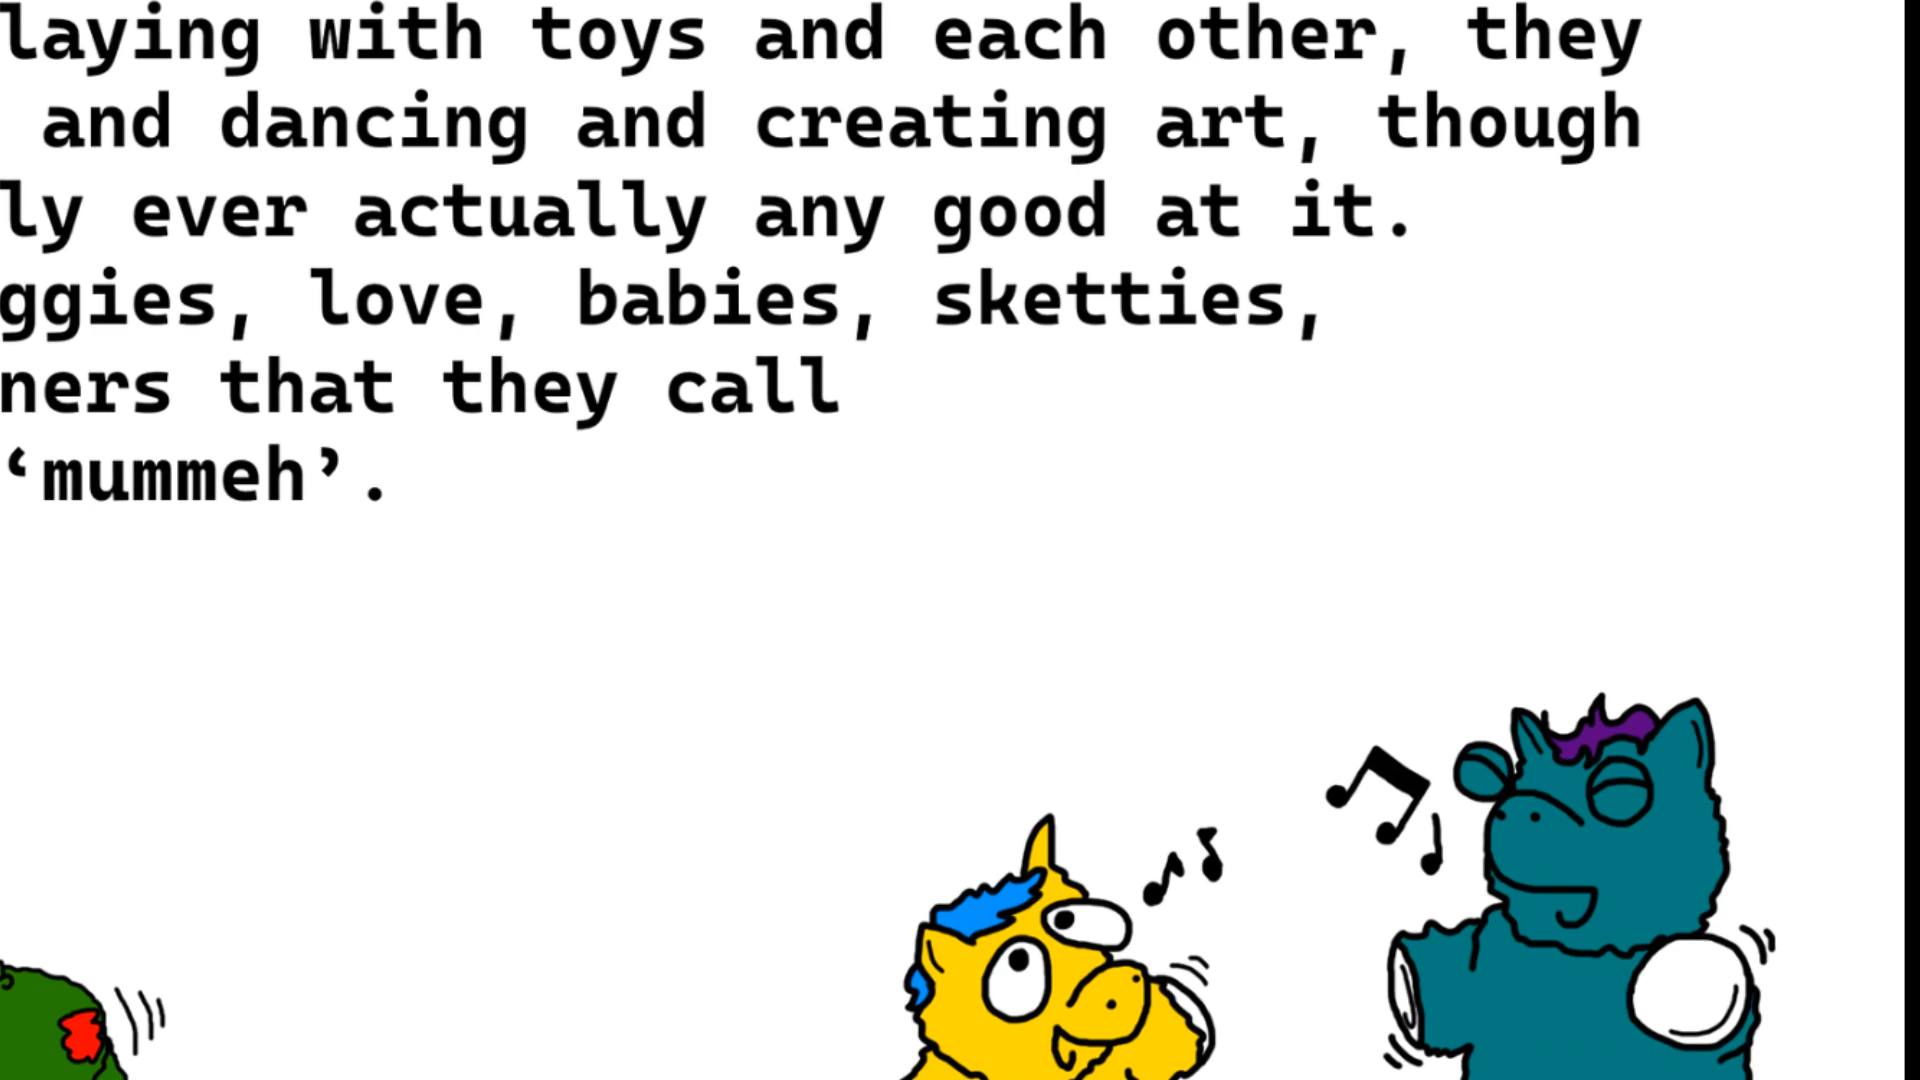 laying with toys and each other, they
and dancing and creating art, though
ly ever actually any good at it.
ggies, love, babies, sketties,
ners that they call
‘mummeh’.